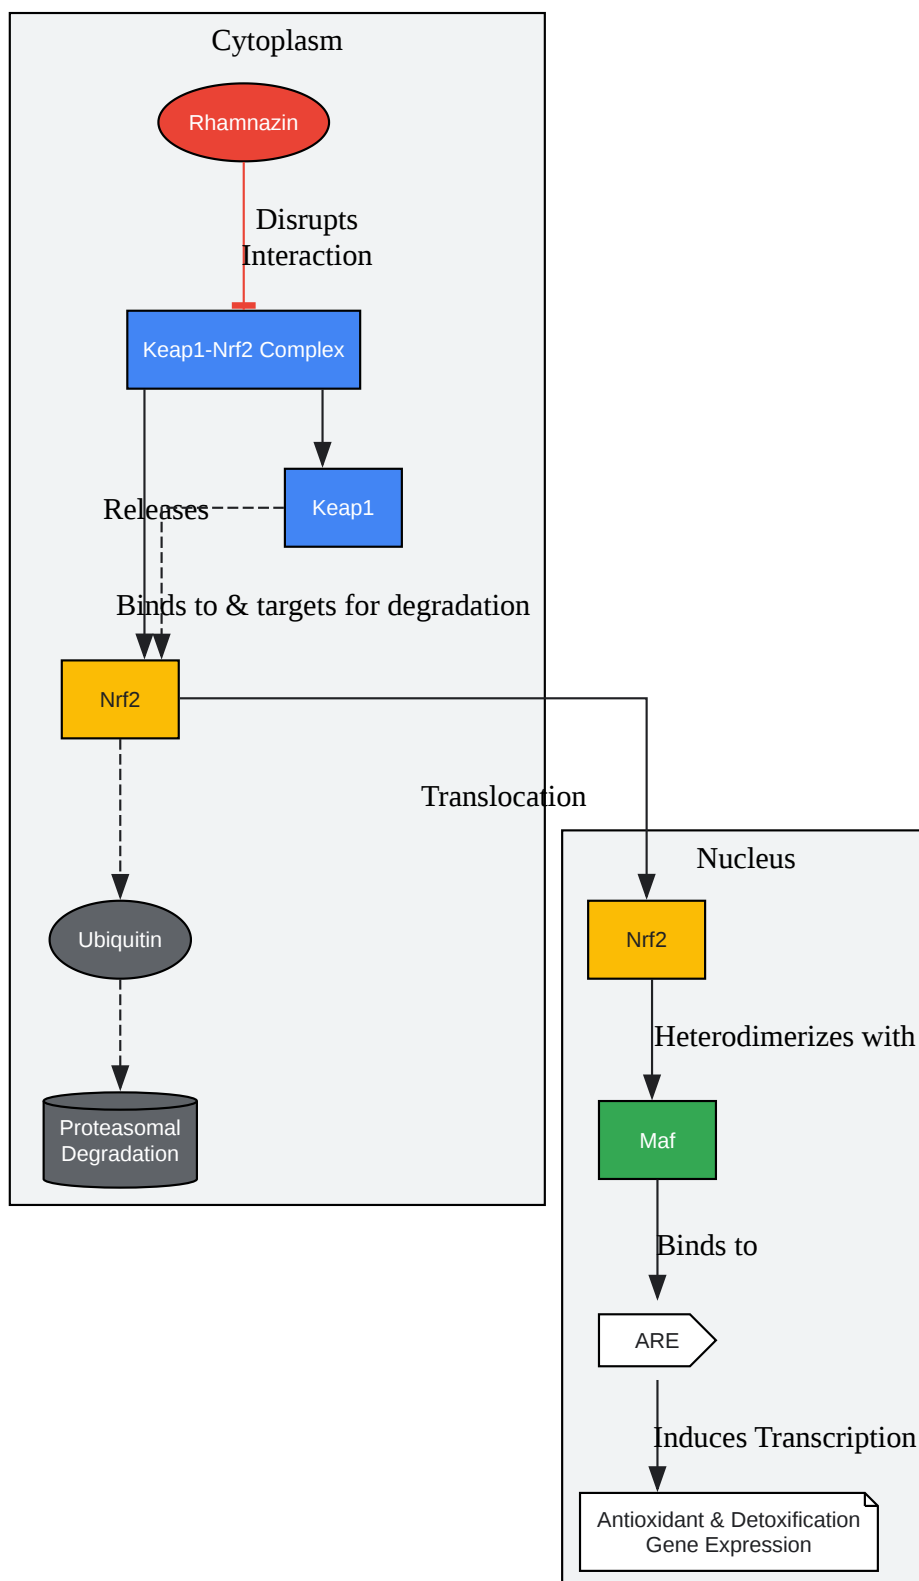 Cytoplasm
Rhamnazin
Disrupts
Interaction
Keap1-Nrf2 Complex
Keap1
Releases
Binds to & targets for degradation
Nrf2
Translocation
Nucleus
Ubiquitin
Nrf2
Heterodimerizes with
Proteasomal
Degradation
Maf
Binds to
ARE
Induces Transcription
Antioxidant & Detoxification
Gene Expression